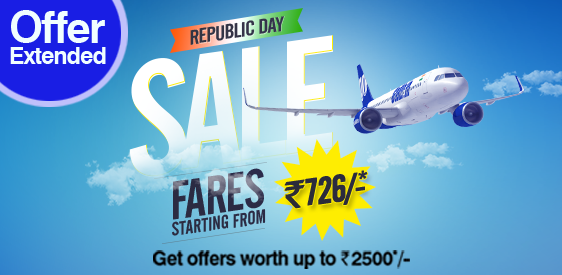 Offer
Extended
REPUBLIC DAY
SALE
FARES
STARTING FROM
₹726/-*
Get offers worth up to ₹2500*/-